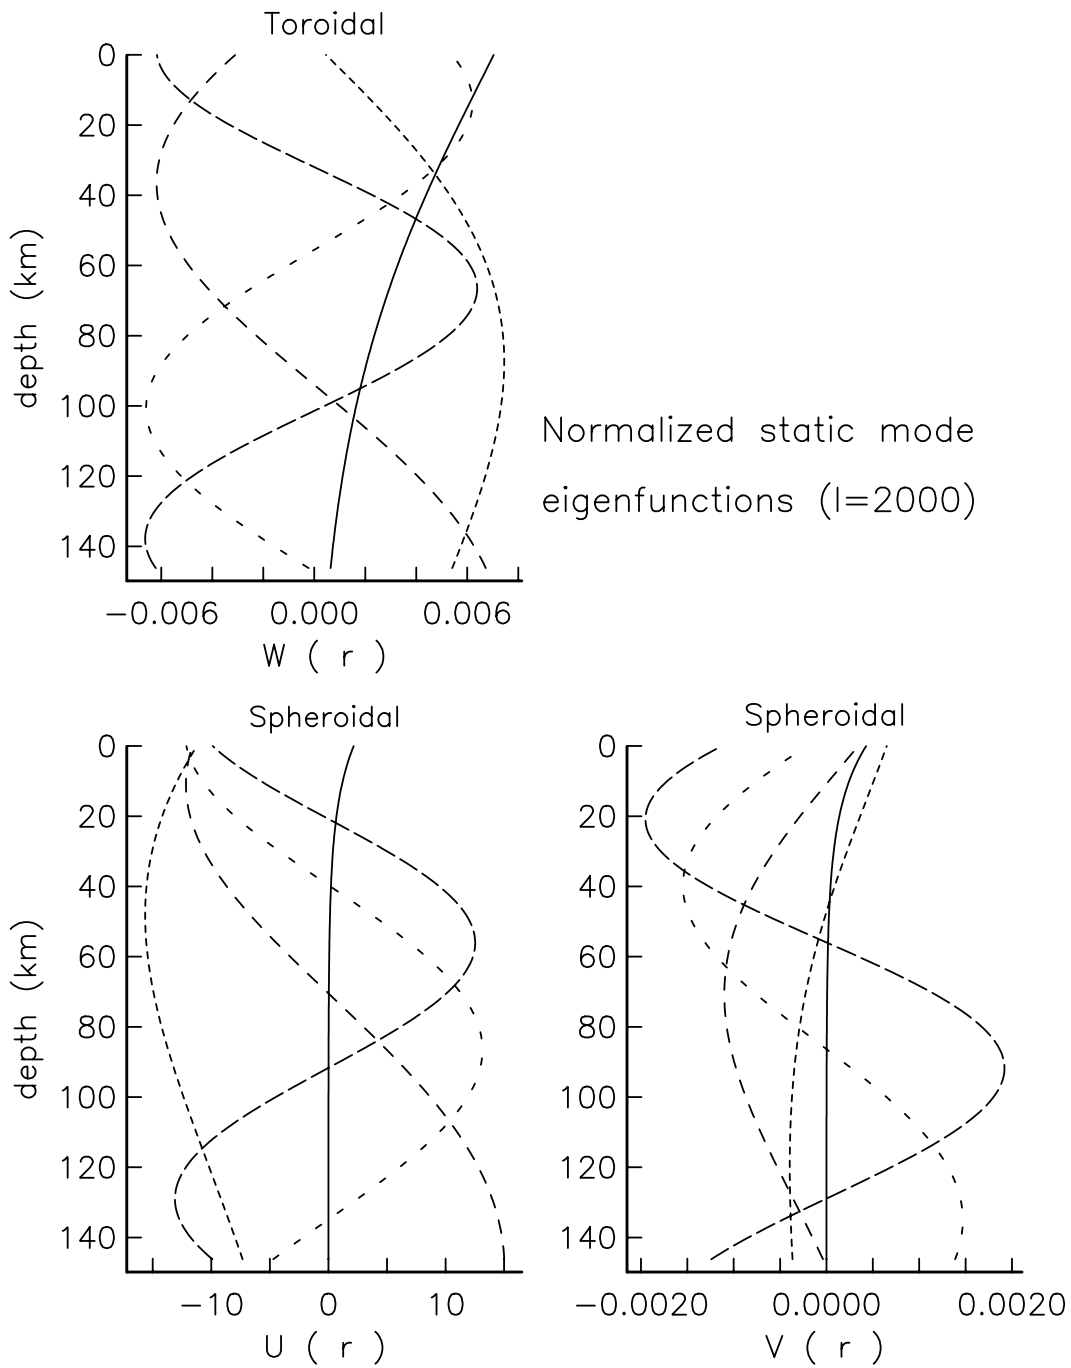 Toroidal
0
20
40
60
80
100
120
140
depth (km)
−0.006 0.000 0.006
W ( r )
Normalized static mode
eigenfunctions (l=2000)
Spheroidal
0
20
40
60
80
100
120
140
depth (km)
−10 0 10
U ( r )
Spheroidal
0
20
40
60
80
100
120
140
−0.0020 0.0000 0.0020
V ( r )